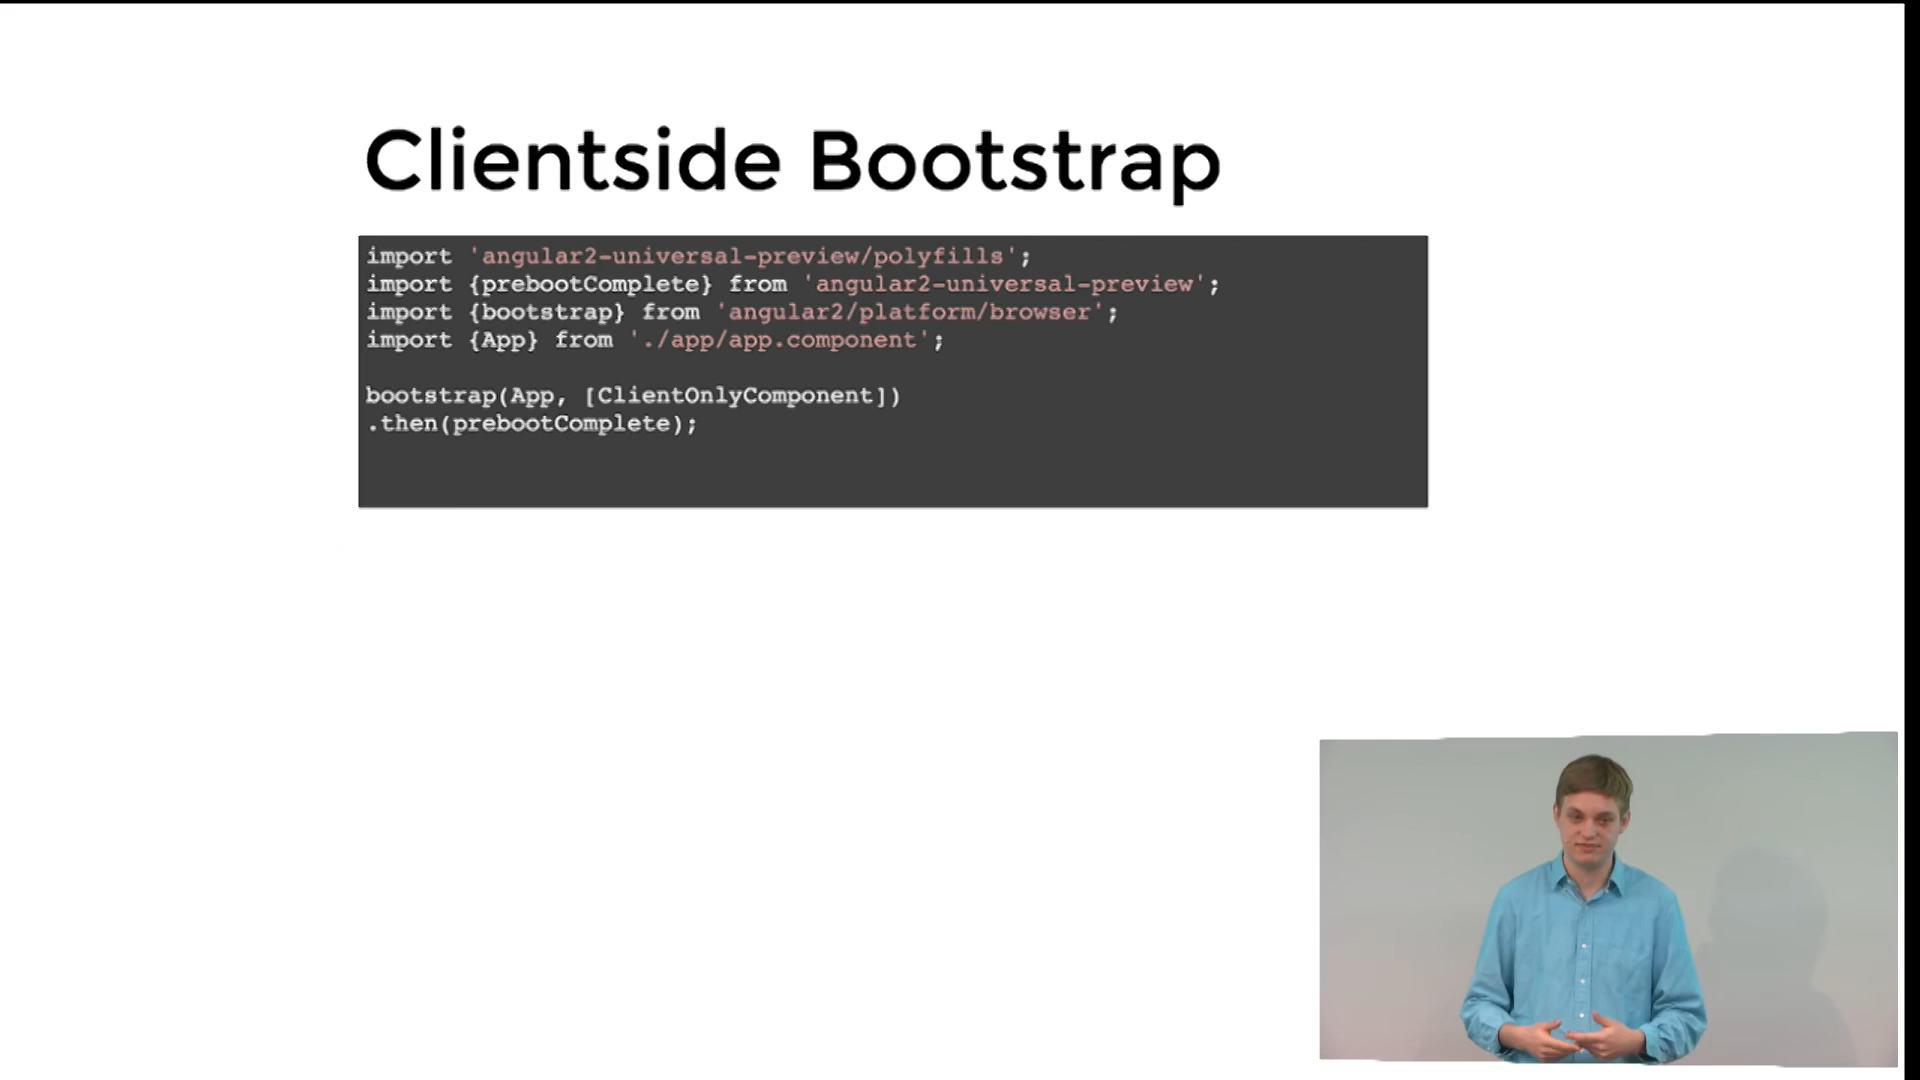 Clientside Bootstrap
import 'angular2-universal-preview/polyfills';
import {prebootComplete} from 'angular2-universal-preview';
import {bootstrap} from 'angular2/platform/browser';
import {App} from './app/app.component';
bootstrap(App, [ClientOnlyComponent])
.then(prebootComplete);